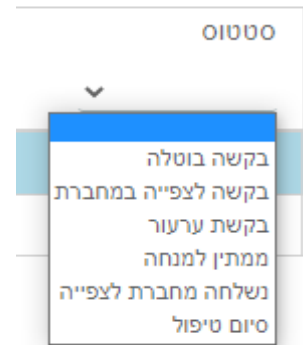 סטטוס
בקשה בוטלה
בקשה לצפייה במחברת
בקשת ערעור
ממתין למנחה
נשלחה מחברת לצפייה
סיום טיפול